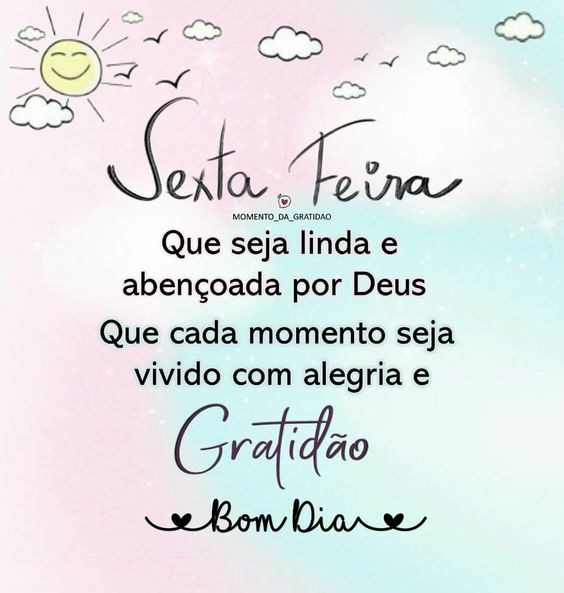 Sexta Feira
MOMENTO_DA_GRATIDAO
Que seja linda e
abençoada por Deus
Que cada momento seja
vivido com alegria e
Gratidão
Bom Dia